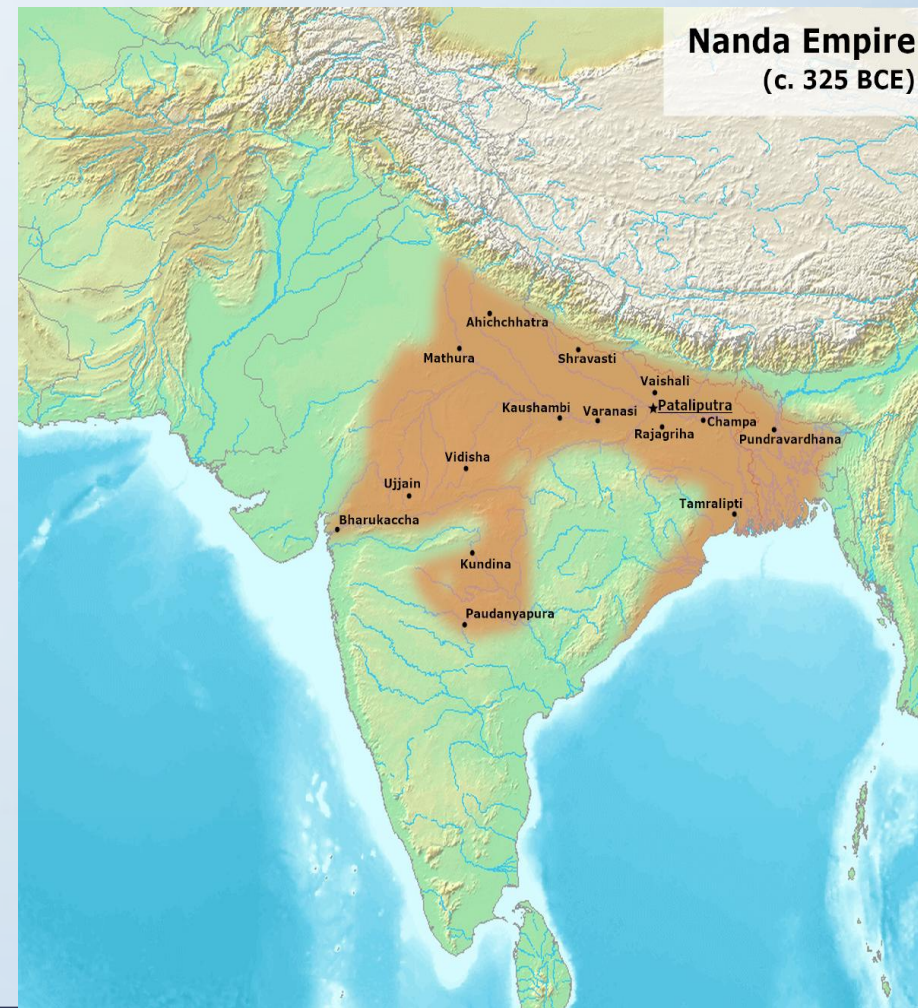 Nanda Empire
(c. 325 BCE)
Ahichchhatra
Mathura
Shravasti
Vaishali
Pataliputra
Kaushambi
Varanasi
Champa
Rajagriha
Pundravardhana
Vidisha
Ujjain
Tamralipti
Bharukaccha
Kundina
Paudanyapura